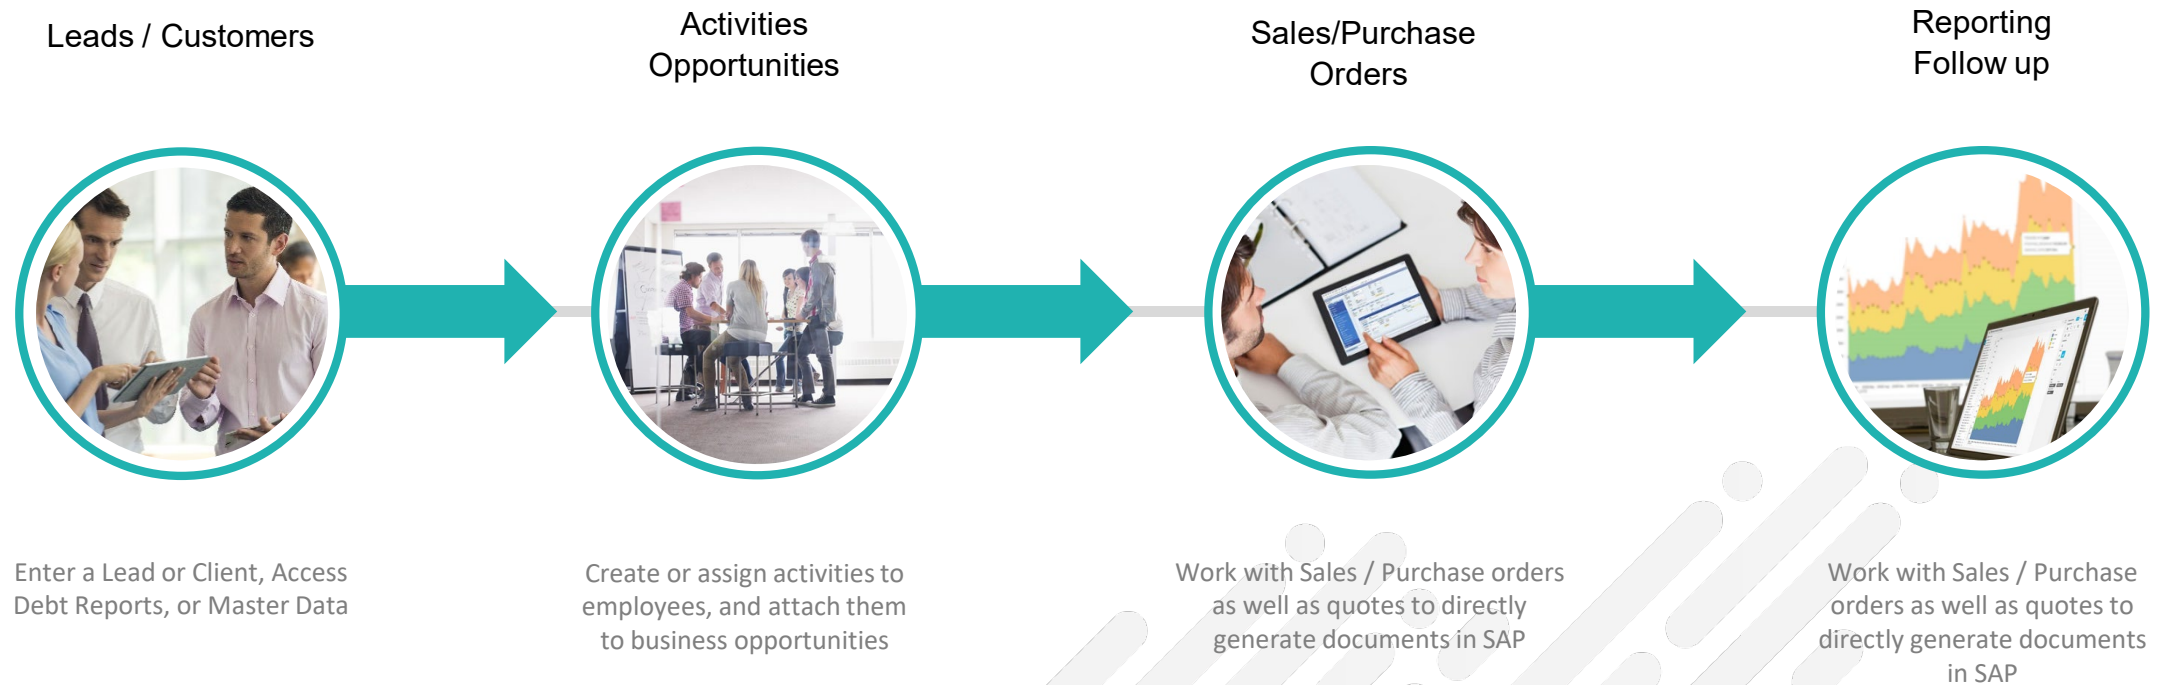 Leads / Customers
Activities
Opportunities
Sales/Purchase
Orders
Reporting
Follow up
Enter a Lead or Client, Access
Debt Reports, or Master Data
Create or assign activities to
employees, and attach them
to business opportunities
Work with Sales / Purchase orders
as well as quotes to directly
generate documents in SAP
Work with Sales / Purchase
orders as well as quotes to
directly generate documents
in SAP